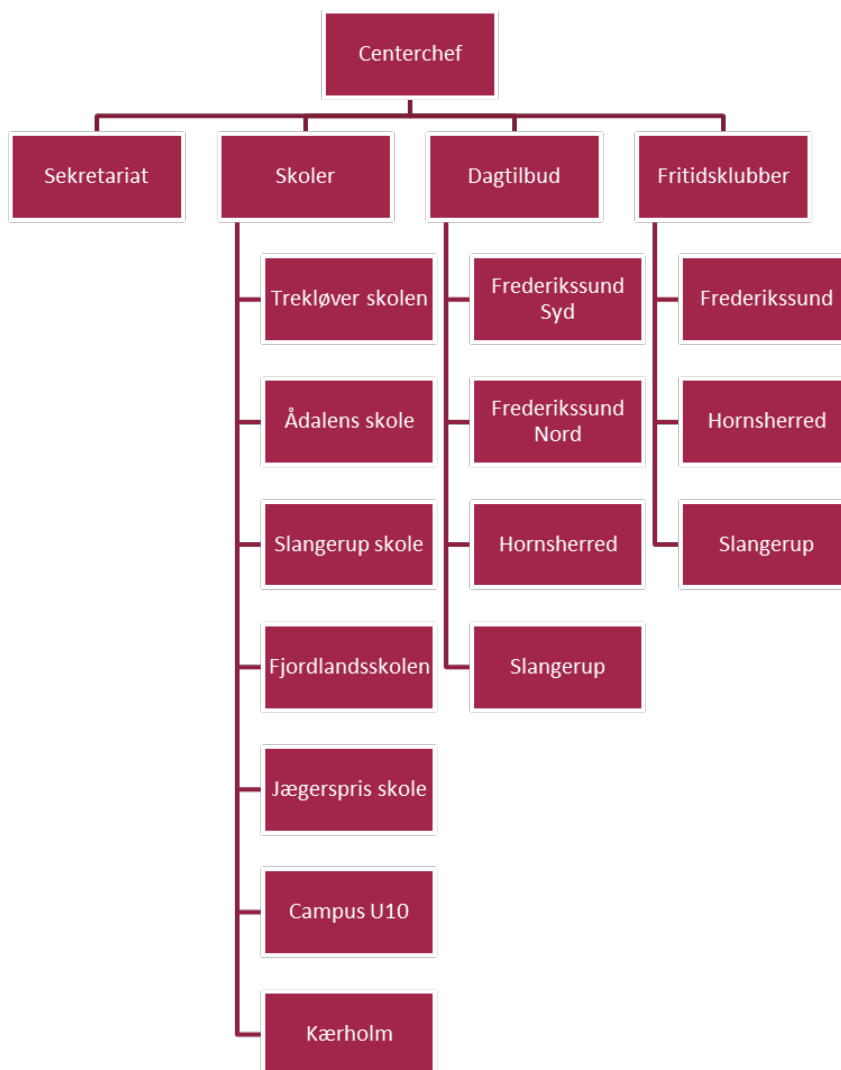 Centerchef
Sekretariat
Skoler
Dagtilbud
Fritidsklubber
Trekløver skolen
Ådalens skole
Slangerup skole
Fjordlandsskolen
Jægerspris skole
Campus U10
Kærholm
Frederikssund
Syd
Frederikssund
Nord
Hornsherred
Slangerup
Frederikssund
Hornsherred
Slangerup